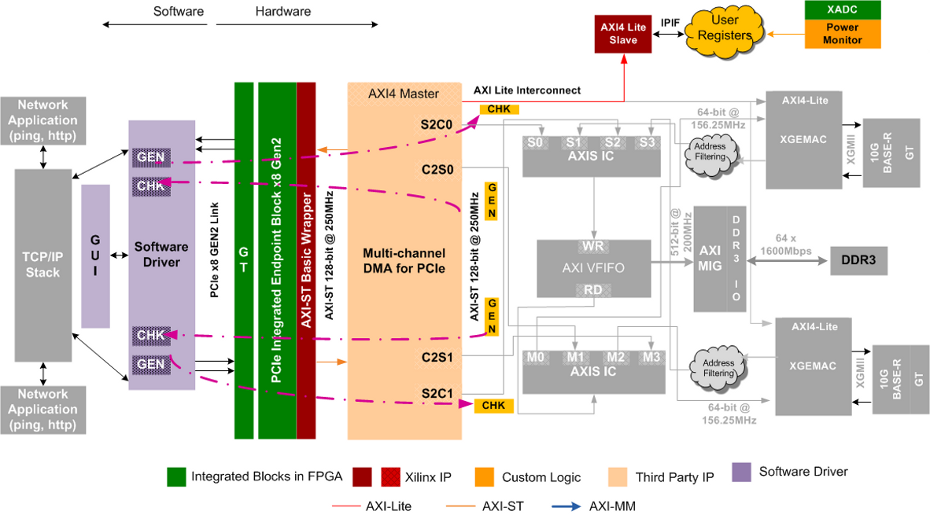 Software
Hardware
XADC
Power
Monitor
AXI4 Lite
Slave
IPIF
User
Registers
Network
Application
(ping, http)
TCP/IP
Stack
Network
Application
(ping, http)
GUI
GEN
CHK
Software
Driver
CHK
GEN
PCIe x8 GEN2 Link
GT
PCIe Integrated Endpoint Block x8 Gen2
AXI-ST Basic Wrapper
AXI-ST 128-bit @ 250MHz
AXI4 Master
S2C0
C2S0
Multi-channel
DMA for PCIe
C2S1
S2C1
AXI Lite Interconnect
CHK
GEN
AXI-ST 128-bit @ 250MHz
GEN
CHK
S0 S1 S2 S3
AXIS IC
WR
AXI VFIFO
RD
M0 M1 M2 M3
AXIS IC
512-bit @
200MHz
AXI
MIG
DDR3 IO
64 x
1600Mbps
DDR3
64-bit @
156.25MHz
Address
Filtering
AXI4-Lite
XGEMAC
XGMII
10G
BASE-R
GT
AXI4-Lite
XGEMAC
XGMII
10G
BASE-R
GT
Address
Filtering
64-bit @
156.25MHz
Integrated Blocks in FPGA
Xilinx IP
Custom Logic
Third Party IP
Software Driver
AXI-Lite
AXI-ST
AXI-MM